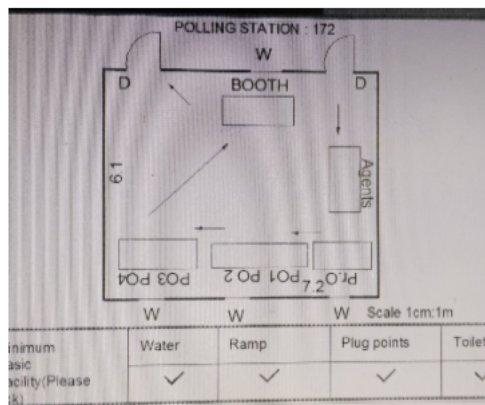 POLLING STATION : 172
W
D BOOTH D
6.1
Agents
PO4 PO3 PO 2 PO1 Pr.O
7.2
W W W Scale 1cm:1m
inimum Water Ramp Plug points Toilet
asic
acility(Please
ck)